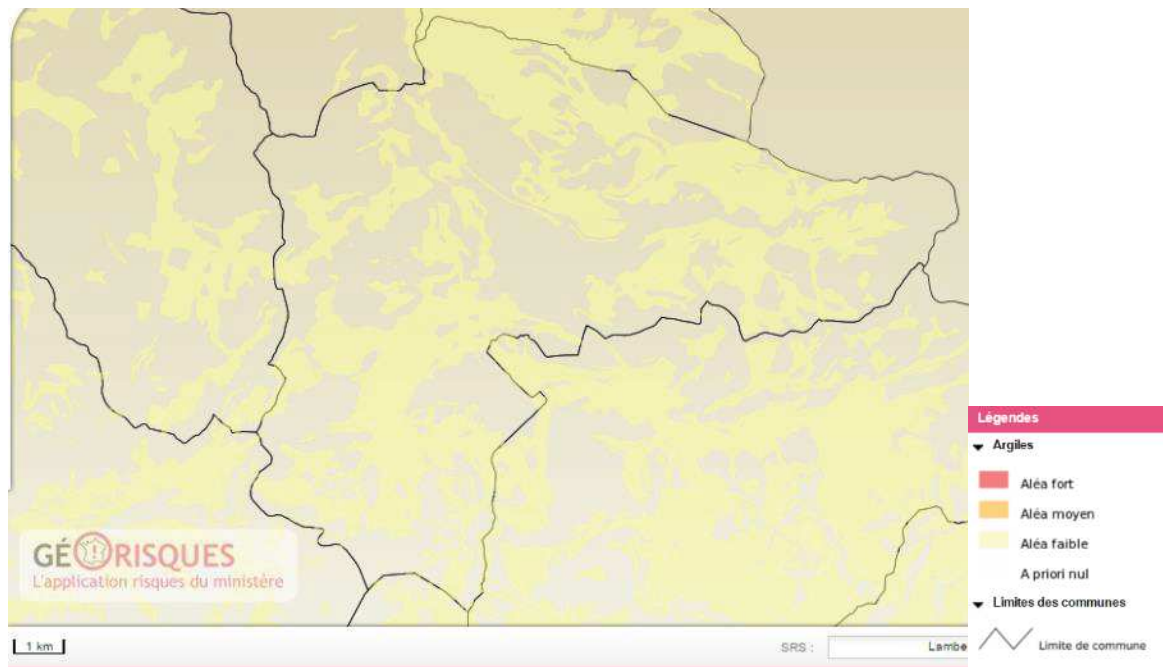 GÉORISQUES
L'application risques du ministère
1 km
SRS :
Lambe
Légendes
Argiles
Aléa fort
Aléa moyen
Aléa faible
A priori nul
Limites des communes
Limite de commune